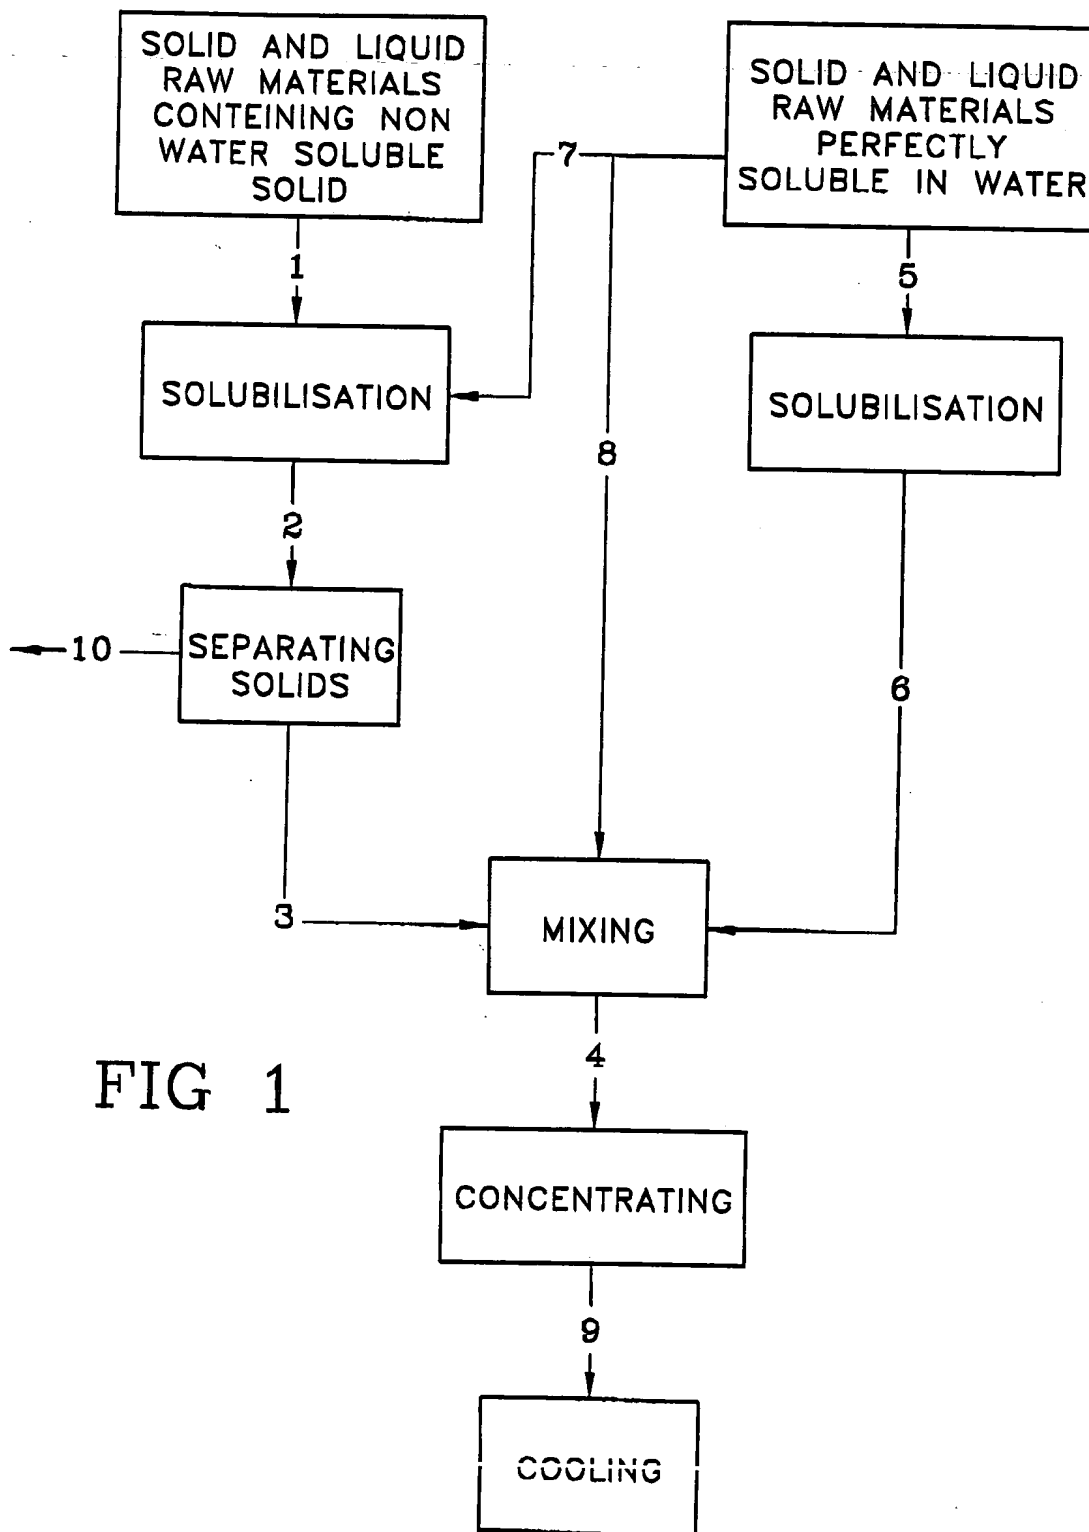 SOLID AND LIQUID
RAW MATERIALS
CONTEINING NON
WATER SOLUBLE
SOLID
SOLID AND LIQUID
RAW MATERIALS
PERFECTLY
SOLUBLE IN WATER
7
1
5
SOLUBILISATION
SOLUBILISATION
8
2
10
SEPARATING
SOLIDS
6
3
MIXING
4
FIG 1
CONCENTRATING
9
COOLING